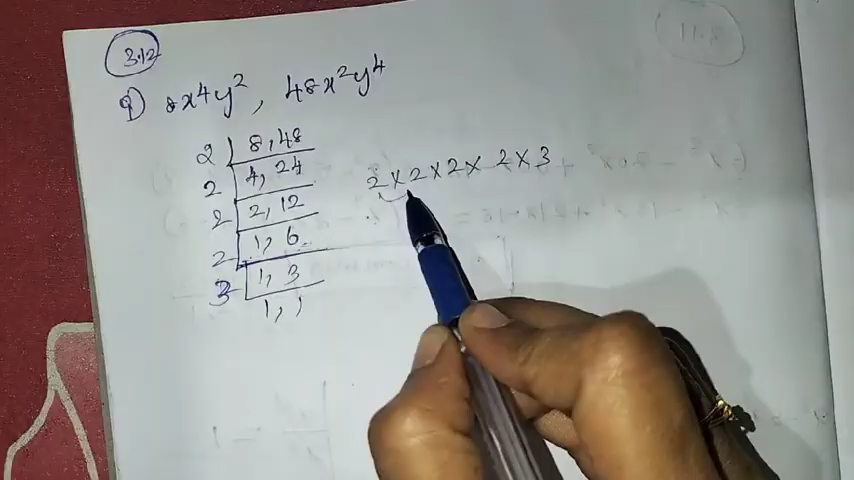 3.12
Q) 8x⁴y², 48x²y⁴
2 | 8, 48
2 | 4, 24
2 | 2, 12
2 | 1, 6
3 | 1, 3
1, 1
2 × 2 × 2 × 2 × 3